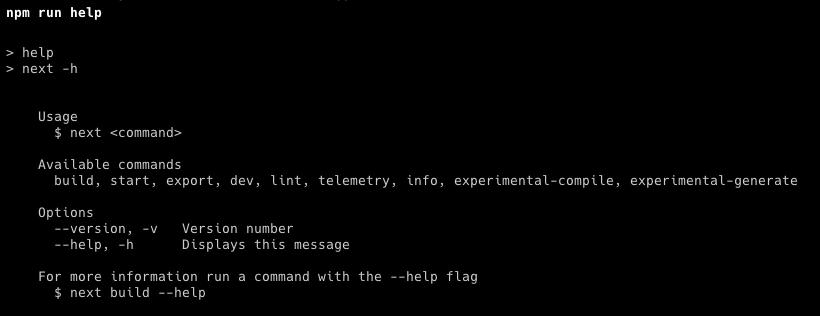 npm run help
> help
> next -h
Usage
$ next <command>
Available commands
build, start, export, dev, lint, telemetry, info, experimental-compile, experimental-generate
Options
--version, -v   Version number
--help, -h      Displays this message
For more information run a command with the --help flag
$ next build --help